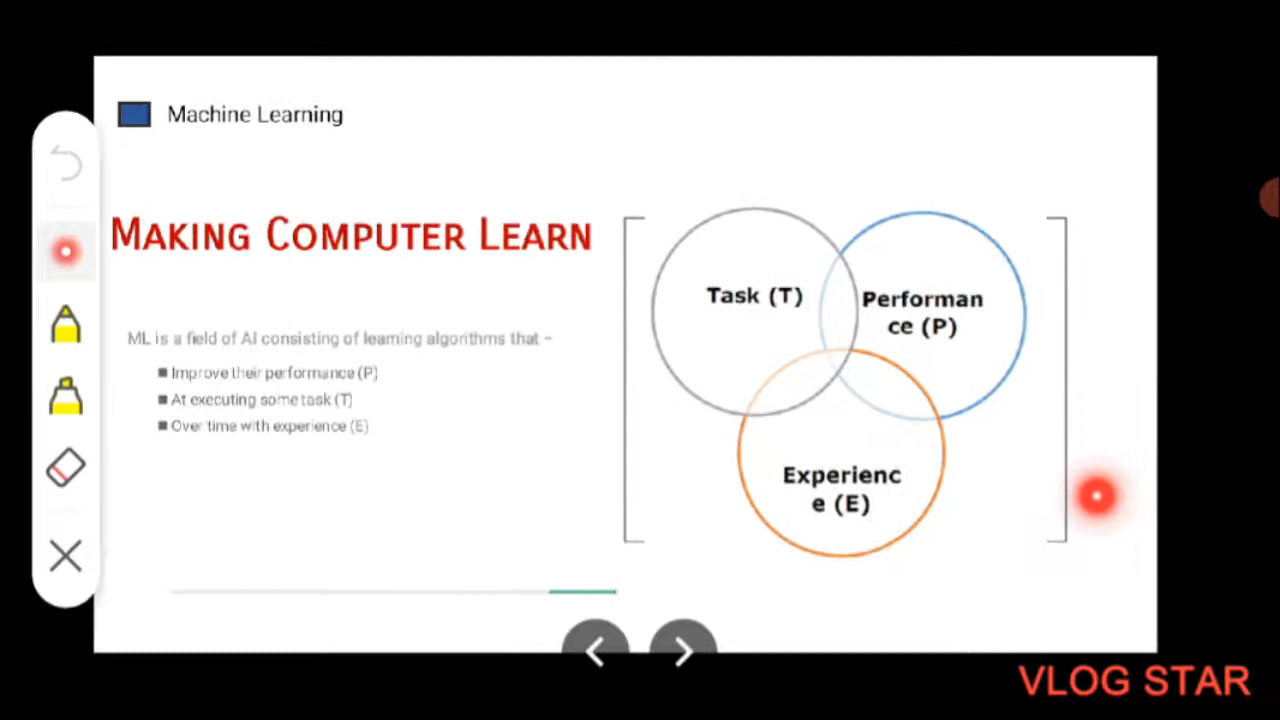 Machine Learning
MAKING COMPUTER LEARN
ML is a field of AI consisting of learning algorithms that −
Improve their performance (P)
At executing some task (T)
Over time with experience (E)
Task (T)
Performan
ce (P)
Experienc
e (E)
VLOG STAR